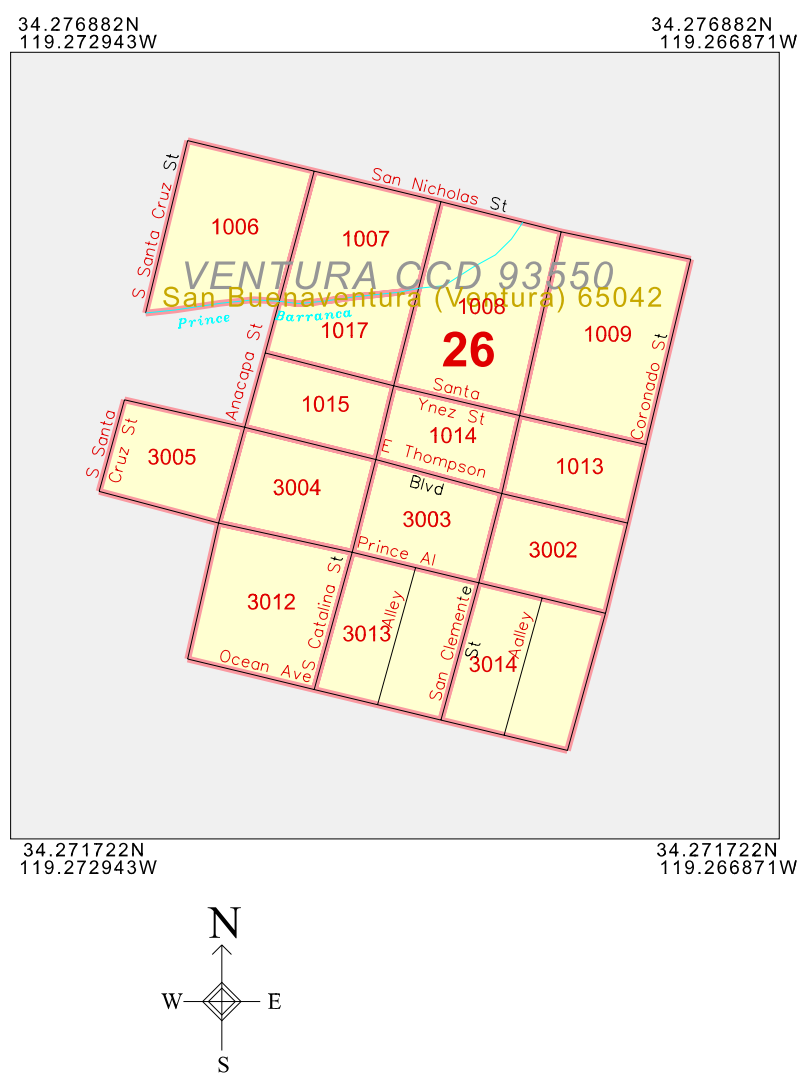 34.276882N
119.272943W
34.276882N
119.266871W
S Santa Cruz St
San Nicholas St
1006
1007
VENTURA CCD 93550
San Buenaventura (Ventura) 65042
1008
Prince Barranca
1017
1009
26
Coronado St
Anacapa St
Santa
Ynez St
1015
1014
S Santa
Cruz St
3005
E Thompson
Blvd
1013
3004
3003
3002
Prince Al
3012
S Catalina St
Alley
3013
San Clemente
St
Aalley
3014
Ocean Ave
34.271722N
119.272943W
34.271722N
119.266871W
N
W
E
S